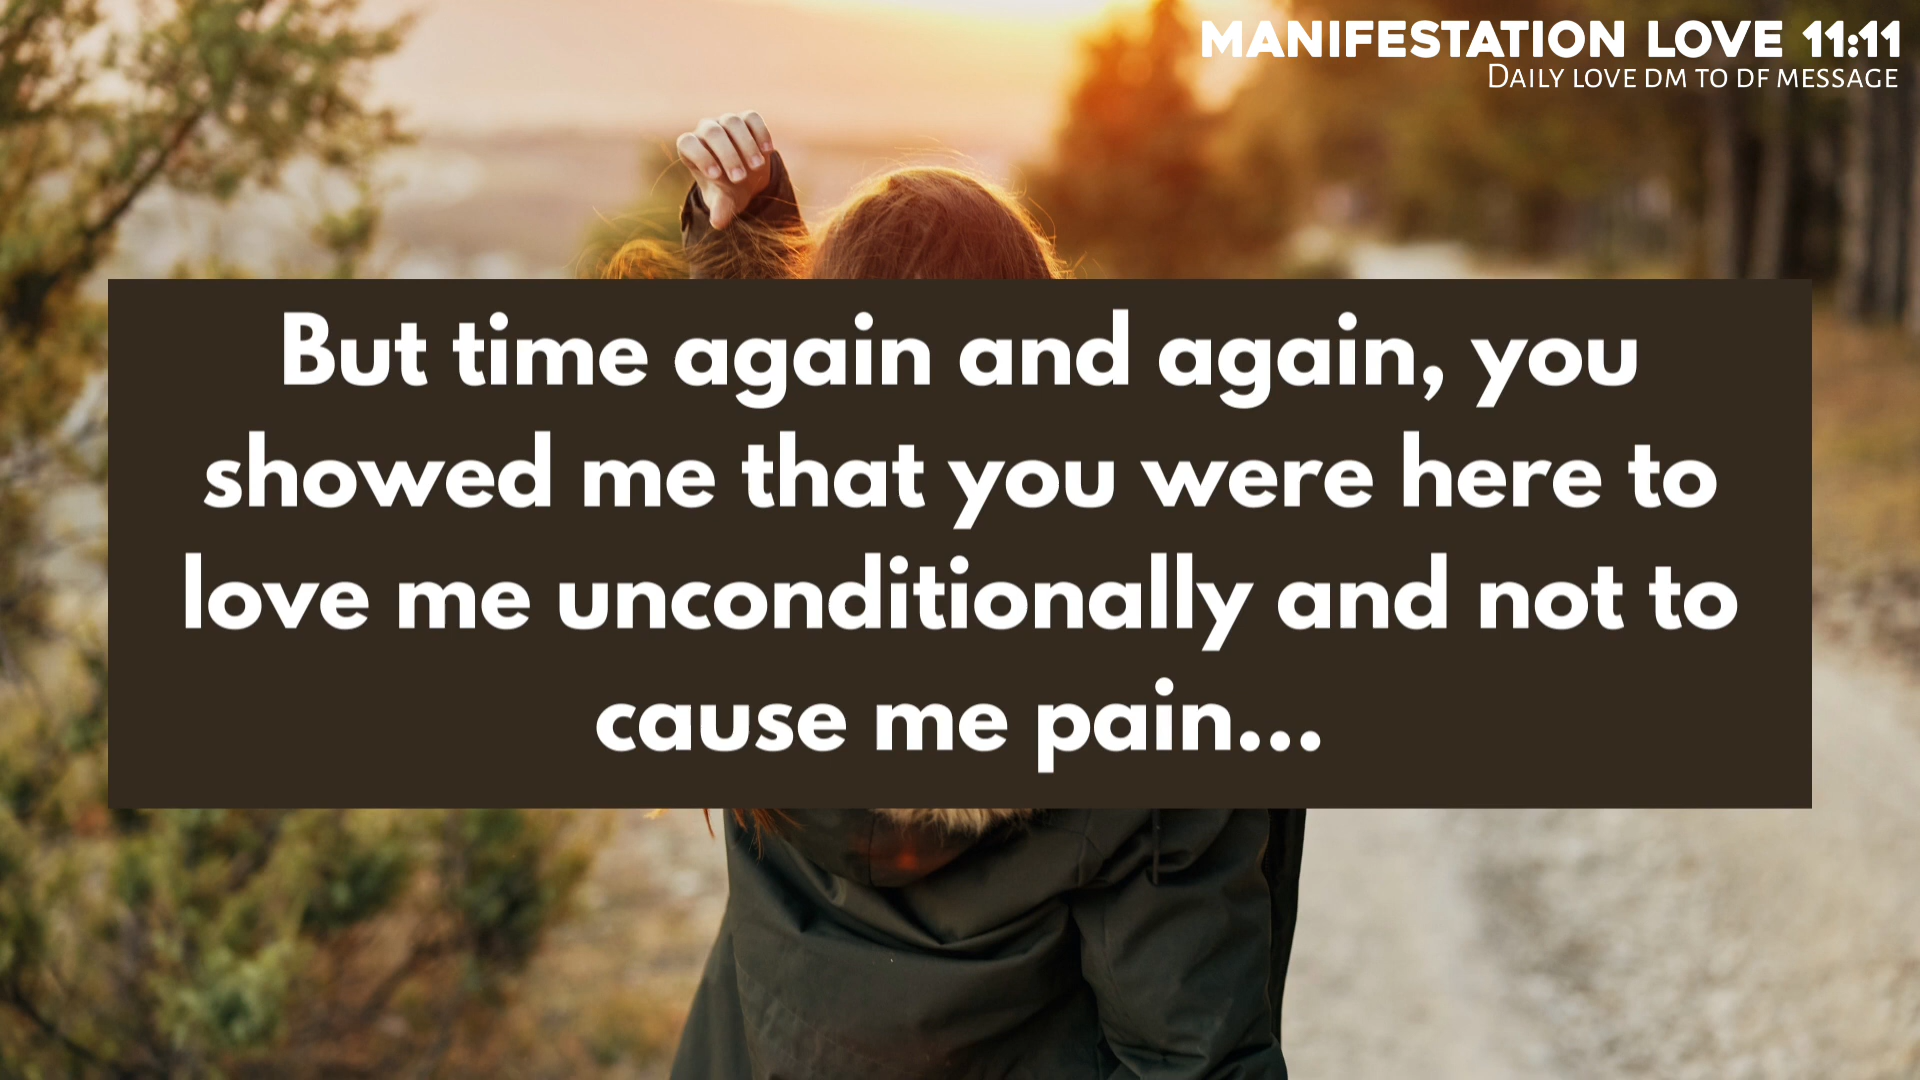 MANIFESTATION LOVE 11:11
DAILY LOVE DM TO DF MESSAGE
But time again and again, you
showed me that you were here to
love me unconditionally and not to
cause me pain...